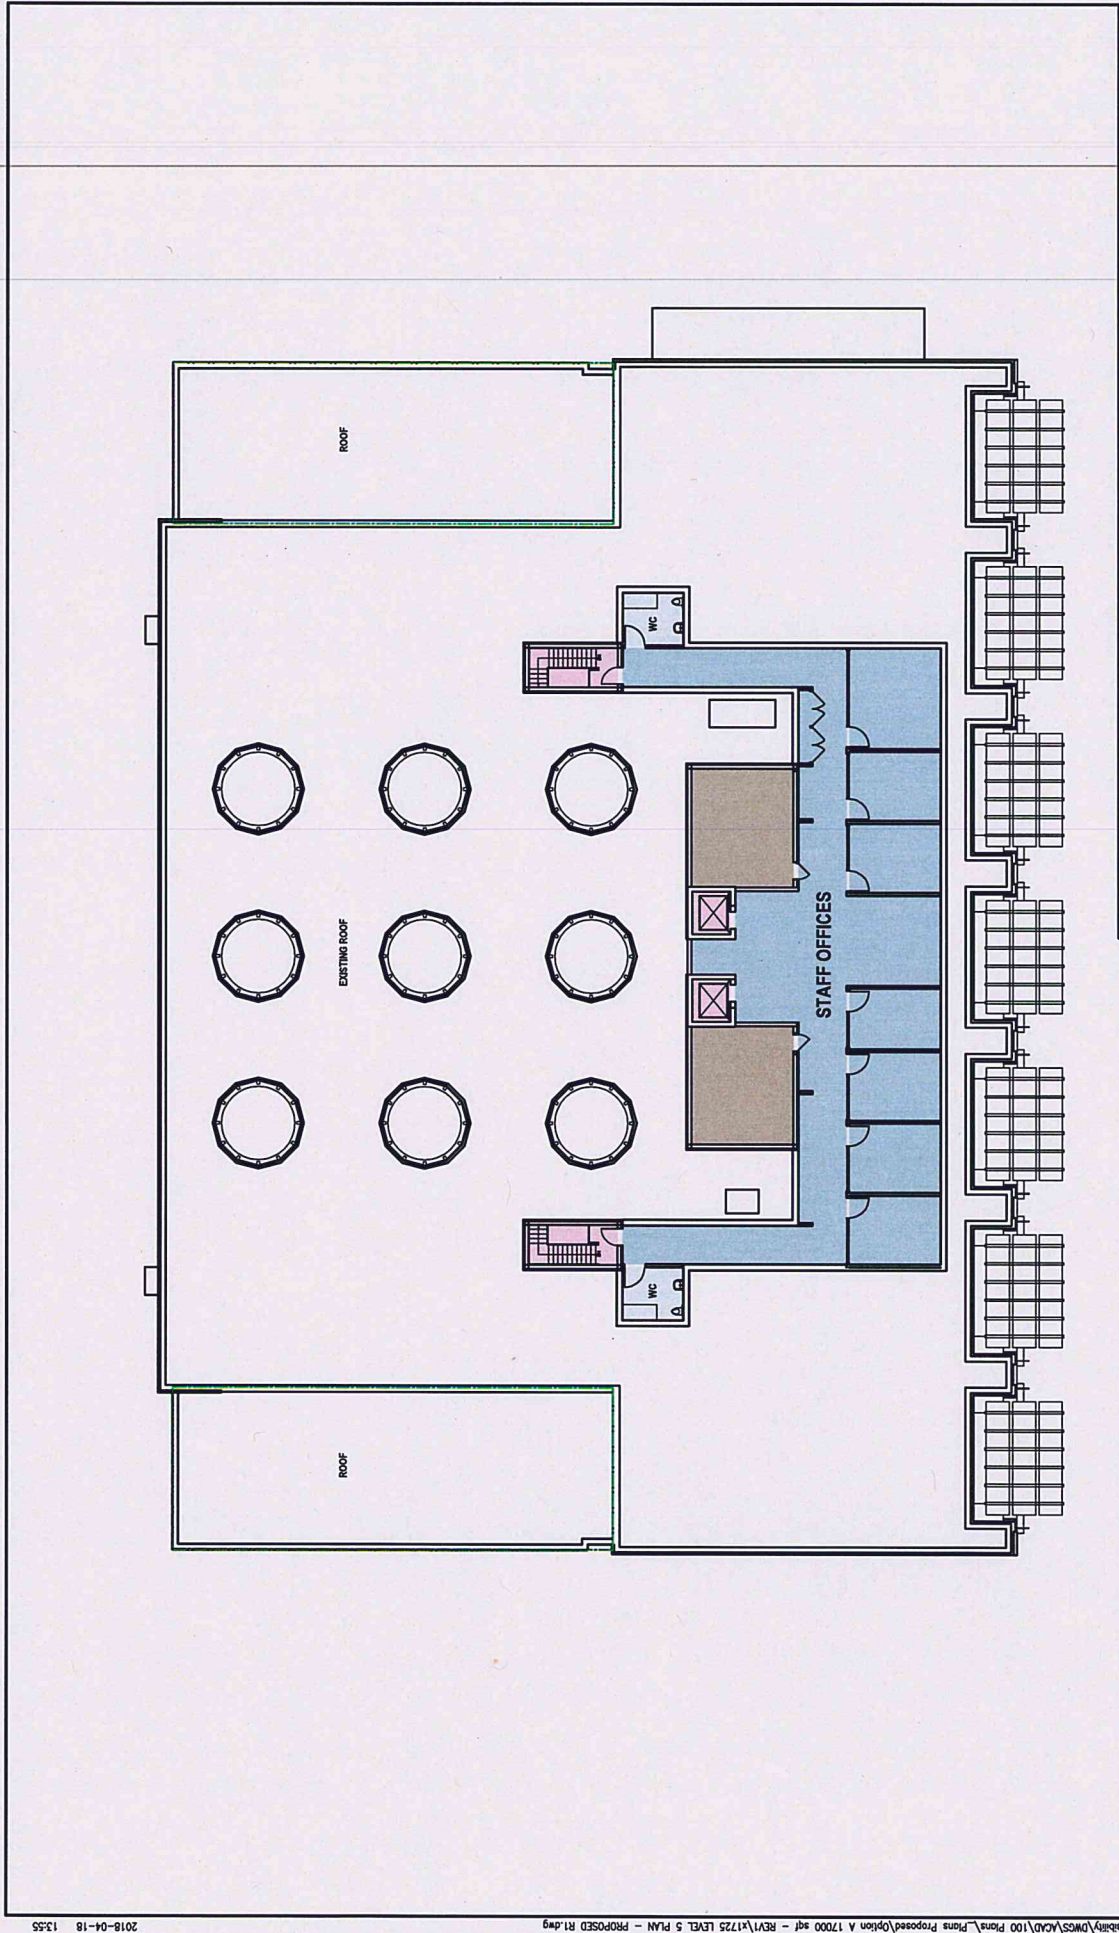 ROOF
WC
EXISTING ROOF
STAFF OFFICES
WC
ROOF
ibility\DWGS\ACAD\100 Plans\_Plans Proposed\Option A 17000 sqf - REV1\x1725 LEVEL 5 PLAN - PROPOSED R1.dwg
2018-04-18 13:55